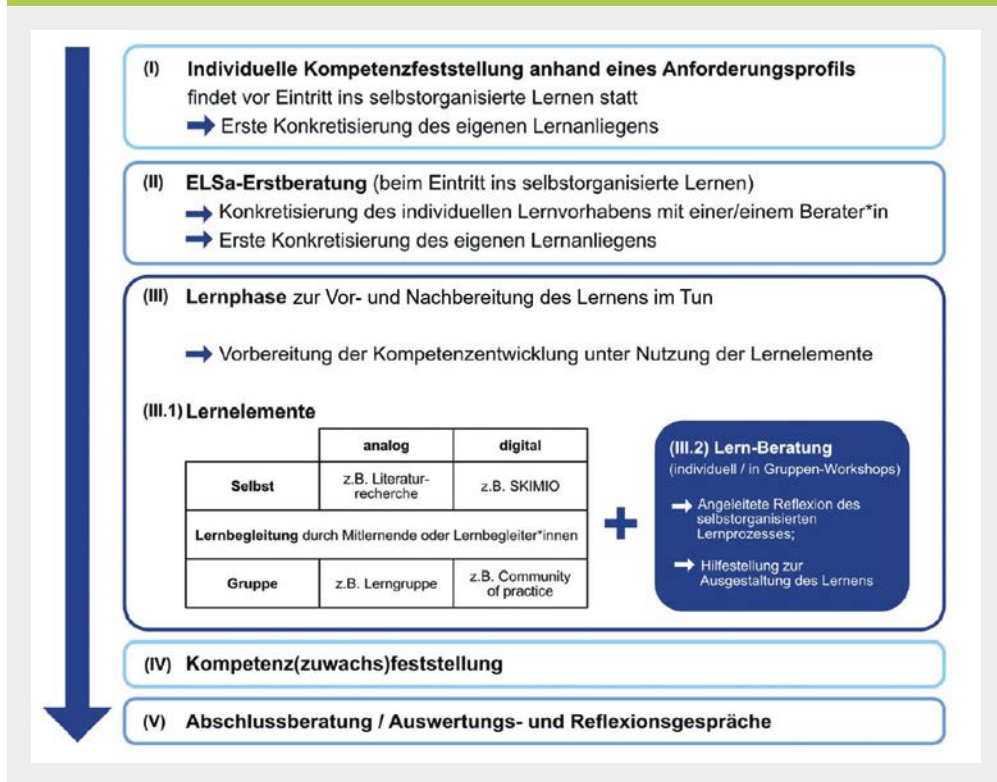 (I) Individuelle Kompetenzfeststellung anhand eines Anforderungsprofils
findet vor Eintritt ins selbstorganisierte Lernen statt
➔ Erste Konkretisierung des eigenen Lernanliegens
(II) ELSa-Erstberatung (beim Eintritt ins selbstorganisierte Lernen)
➔ Konkretisierung des individuellen Lernvorhabens mit einer/einem Berater*in
➔ Erste Konkretisierung des eigenen Lernanliegens
(III) Lernphase zur Vor- und Nachbereitung des Lernens im Tun
➔ Vorbereitung der Kompetenzentwicklung unter Nutzung der Lernelemente
(III.1) Lernelemente
analog
digital
Selbst
z.B. Literatur-
recherche
z.B. SKIMIO
Lernbegleitung durch Mitlernende oder Lernbegleiter*innen
Gruppe
z.B. Lerngruppe
z.B. Community
of practice
+
(III.2) Lern-Beratung
(individuell / in Gruppen-Workshops)
➔ Angeleitete Reflexion des
selbstorganisierten
Lernprozesses;
➔ Hilfestellung zur
Ausgestaltung des Lernens
(IV) Kompetenz(zuwachs)feststellung
(V) Abschlussberatung / Auswertungs- und Reflexionsgespräche